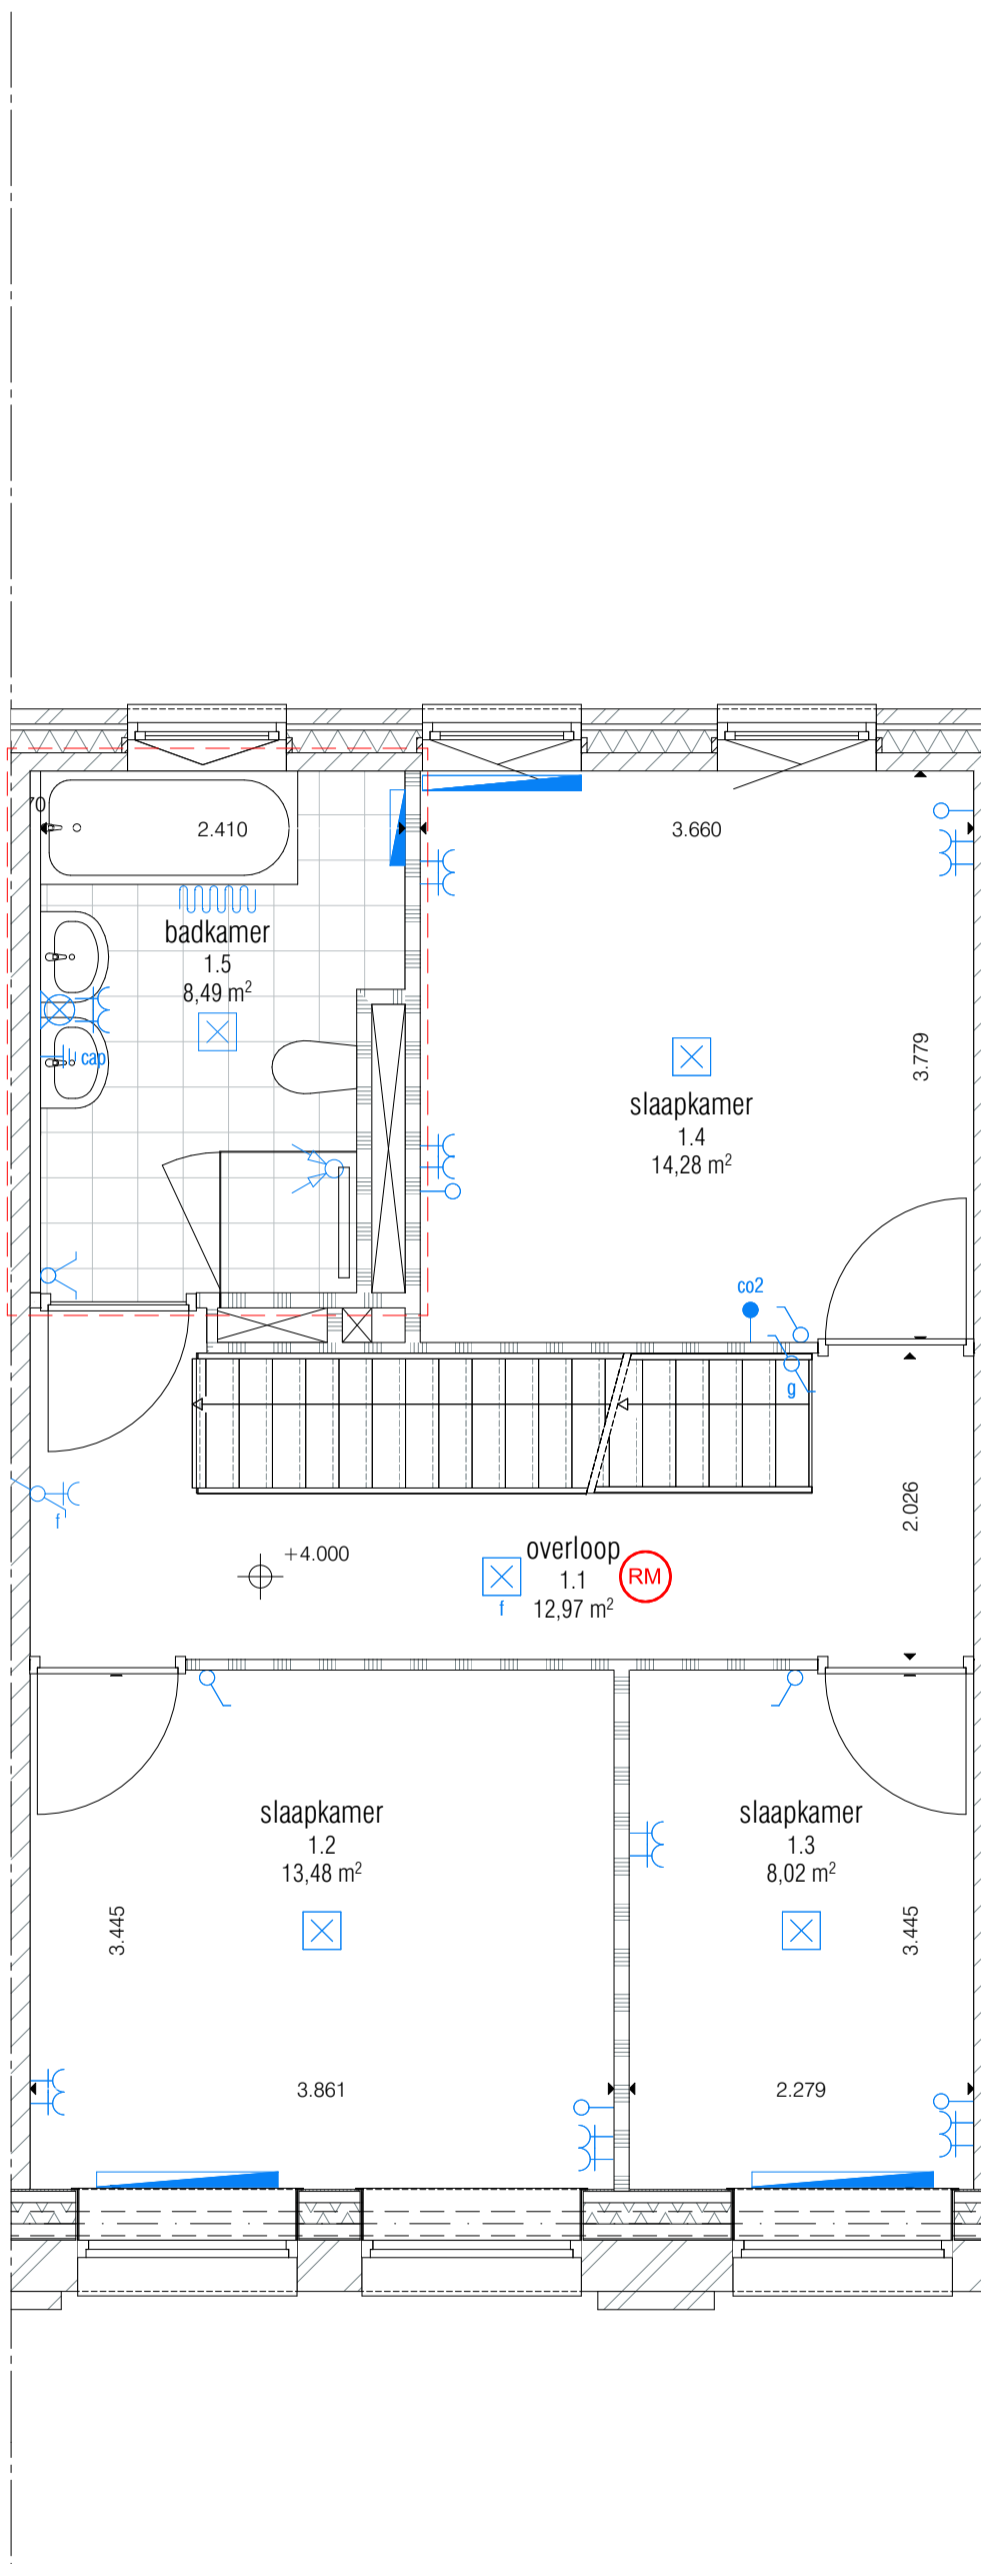 70
2.410
3.660
badkamer
1.5
8,49 m²
cap
3.779
slaapkamer
1.4
14,28 m²
co2
g
f
2.026
+4.000
overloop
1.1
12,97 m²
RM
f
slaapkamer
1.2
13,48 m²
slaapkamer
1.3
8,02 m²
3.445
3.445
3.861
2.279